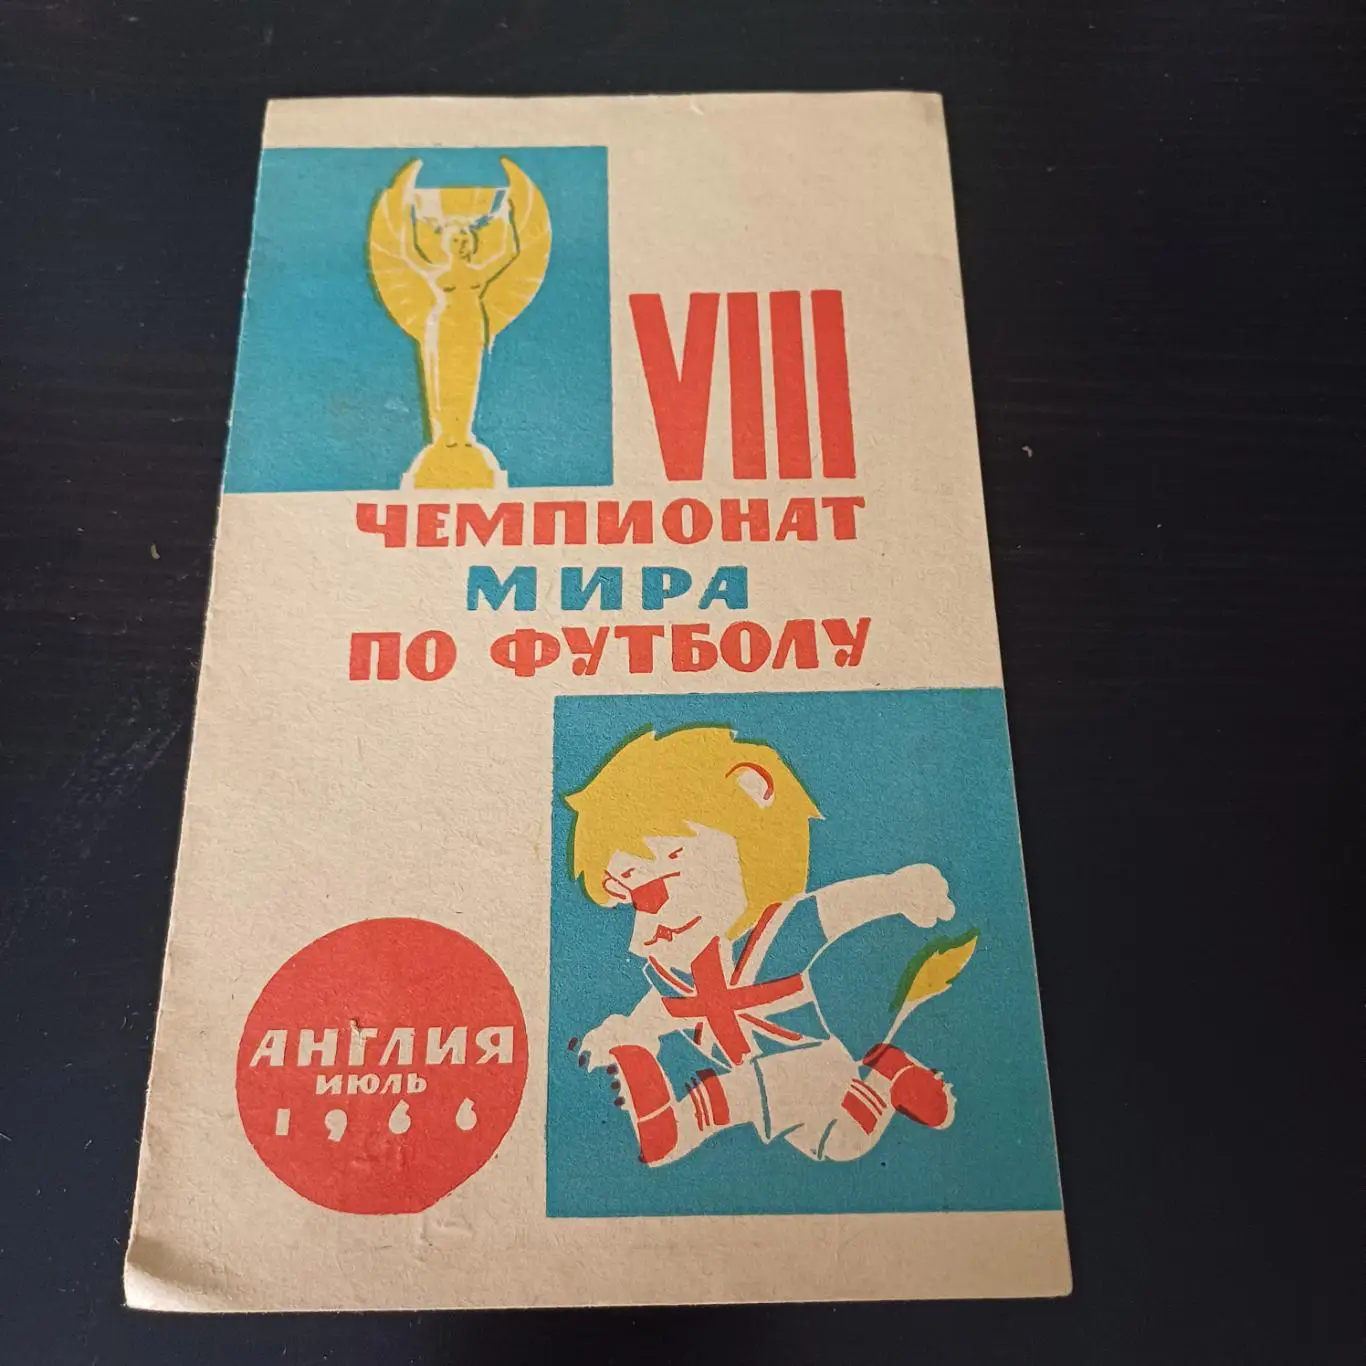 VIII
ЧЕМПИОНАТ
МИРА
ПО ФУТБОЛУ
АНГЛИЯ
ИЮЛЬ
1966